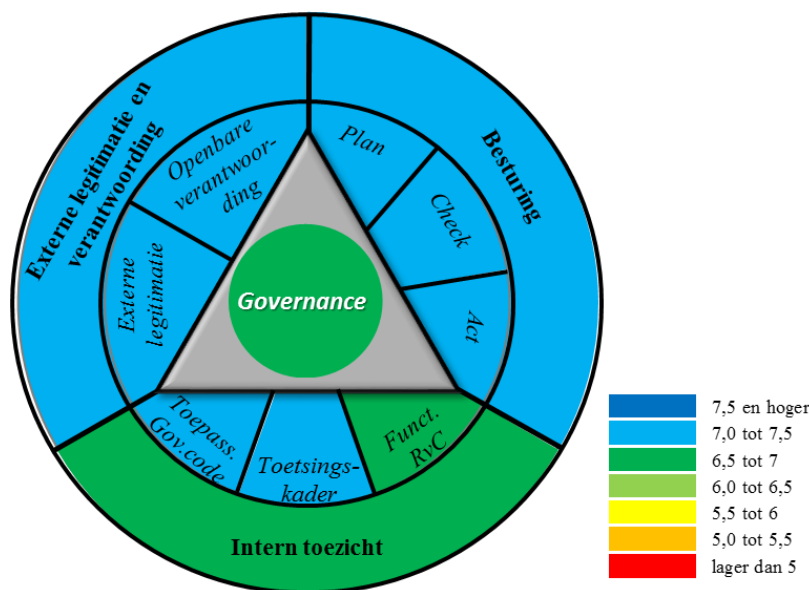 Externe legitimatie en
verantwoording
Besturing
Openbare
verantwoor-
ding
Plan
Check
Act
Externe
legitimatie
Governance
Toepass.
Gov.code
Toetsings-
kader
Funct.
RvC
Intern toezicht
7,5 en hoger
7,0 tot 7,5
6,5 tot 7
6,0 tot 6,5
5,5 tot 6
5,0 tot 5,5
lager dan 5